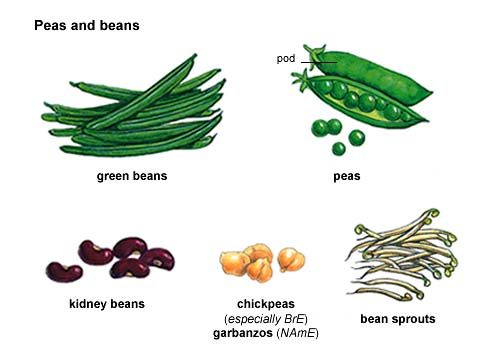 Peas and beans
pod
green beans
peas
kidney beans
chickpeas
(especially BrE)
garbanzos (NAmE)
bean sprouts